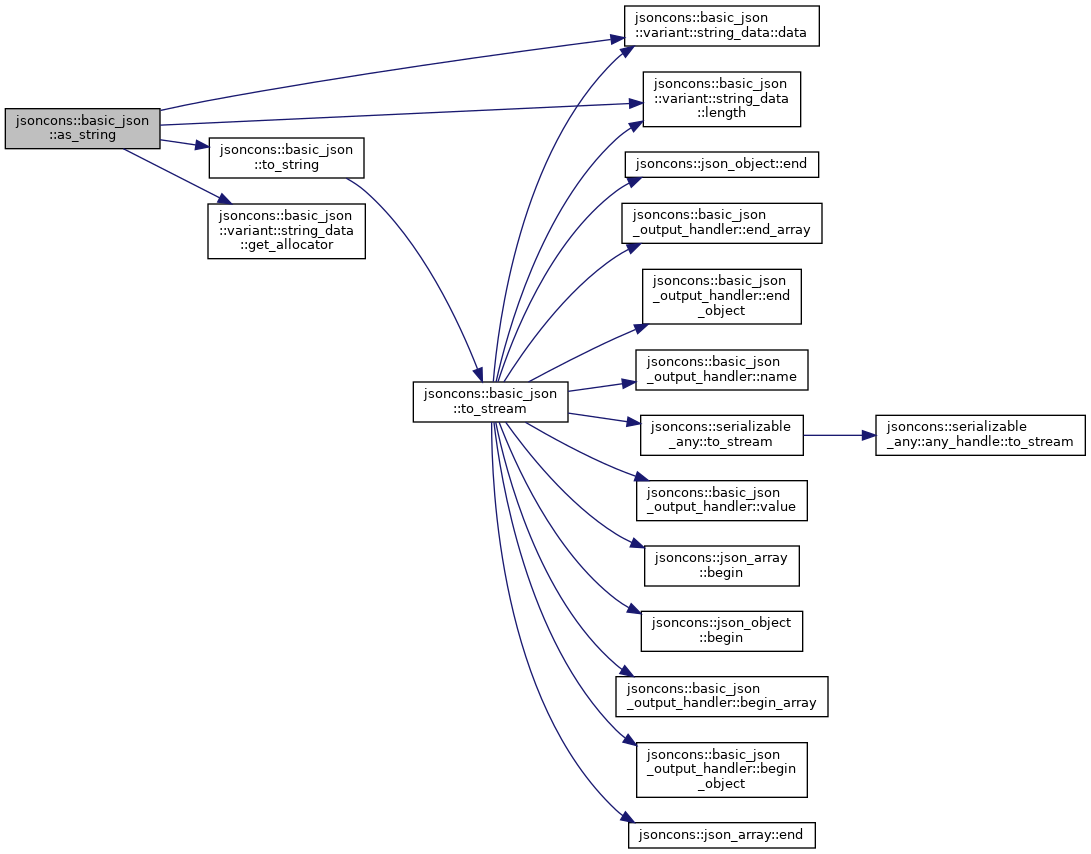 jsoncons::basic_json
::as_string
jsoncons::basic_json
::to_string
jsoncons::basic_json
::variant::string_data
::get_allocator
jsoncons::basic_json
::to_stream
jsoncons::basic_json
::variant::string_data::data
jsoncons::basic_json
::variant::string_data
::length
jsoncons::json_object::end
jsoncons::basic_json
_output_handler::end_array
jsoncons::basic_json
_output_handler::end
_object
jsoncons::basic_json
_output_handler::name
jsoncons::serializable
_any::to_stream
jsoncons::serializable
_any::any_handle::to_stream
jsoncons::basic_json
_output_handler::value
jsoncons::json_array
::begin
jsoncons::json_object
::begin
jsoncons::basic_json
_output_handler::begin_array
jsoncons::basic_json
_output_handler::begin
_object
jsoncons::json_array::end